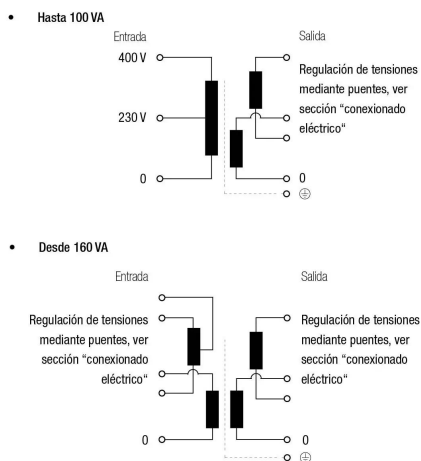 • Hasta 100 VA
Entrada
Salida
400 V
Regulación de tensiones
mediante puentes, ver
sección "conexionado
eléctrico"
230 V
0
0
• Desde 160 VA
Entrada
Salida
Regulación de tensiones
mediante puentes, ver
sección "conexionado
eléctrico"
Regulación de tensiones
mediante puentes, ver
sección "conexionado
eléctrico"
0
0